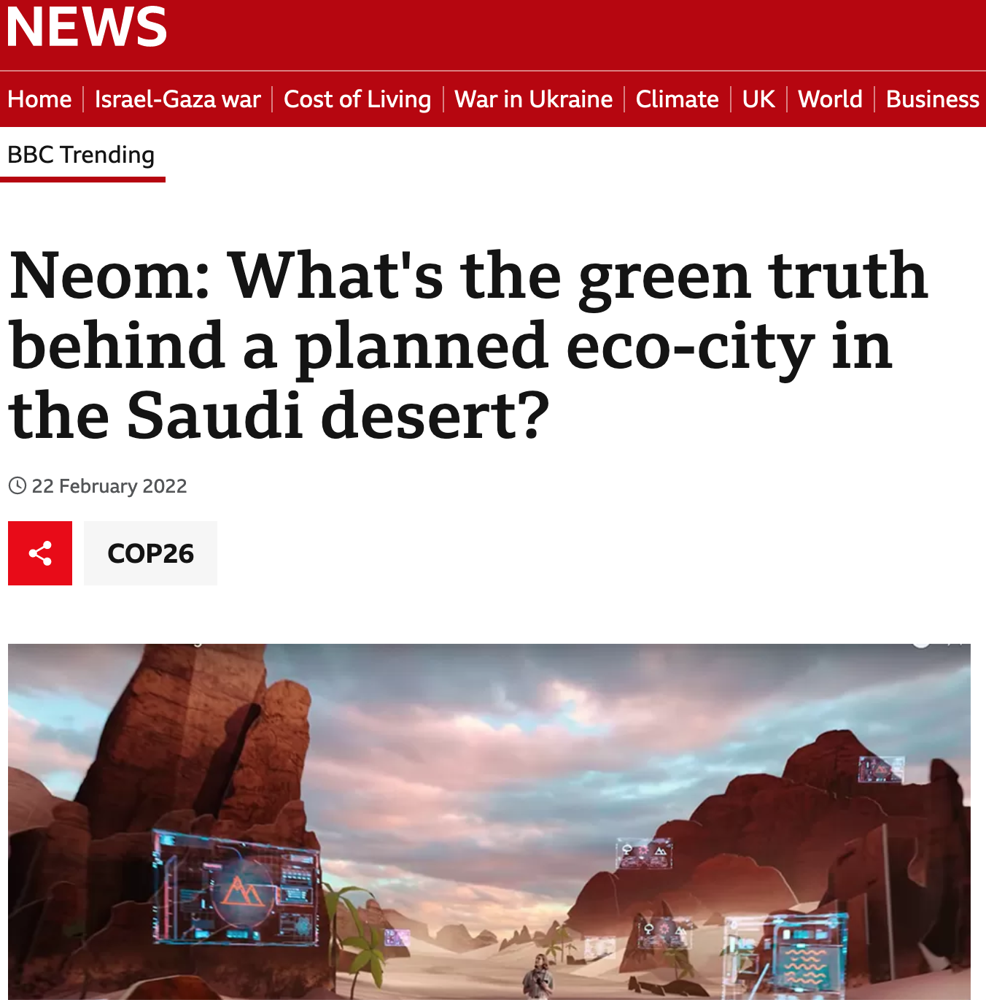 NEWS
Home Israel-Gaza war Cost of Living War in Ukraine Climate UK World Business
BBC Trending
Neom: What's the green truth
behind a planned eco-city in
the Saudi desert?
22 February 2022
COP26